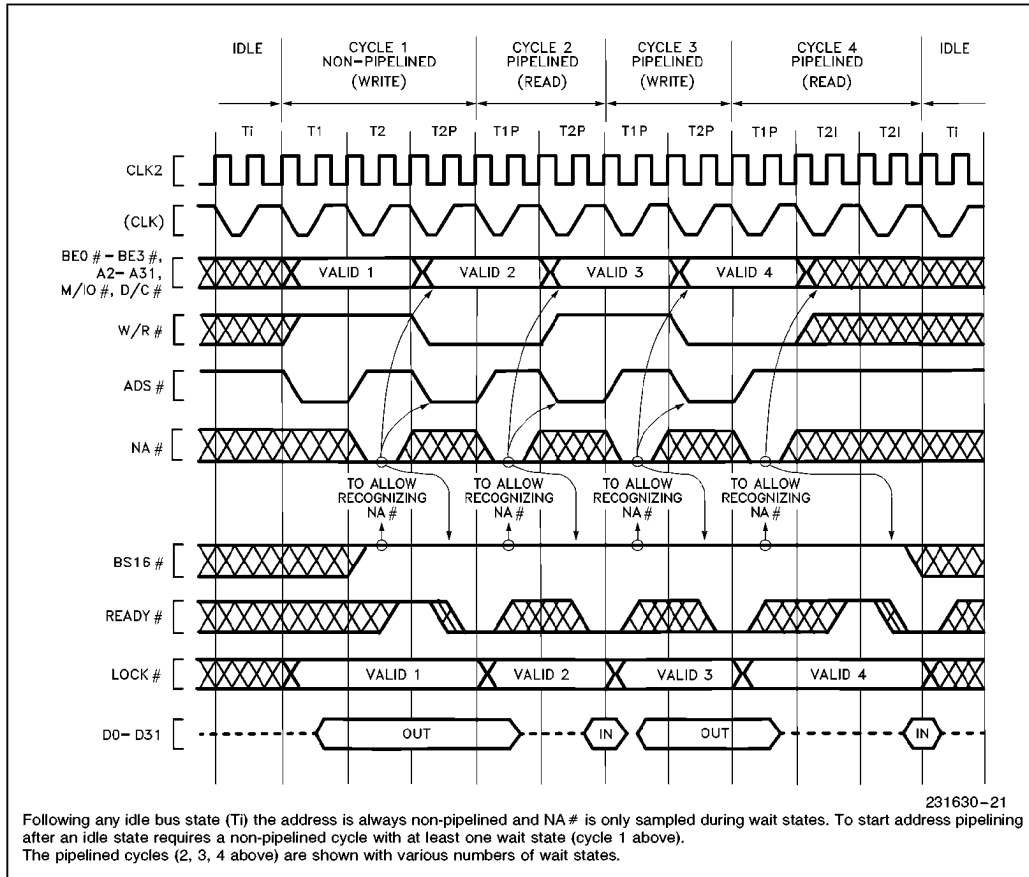 IDLE
CYCLE 1
NON-PIPELINED
(WRITE)
CYCLE 2
PIPELINED
(READ)
CYCLE 3
PIPELINED
(WRITE)
CYCLE 4
PIPELINED
(READ)
IDLE
Ti T1 T2 T2P T1P T2P T1P T2P T1P T2I T2I Ti
CLK2
(CLK)
BE0 # – BE3 #,
A2– A31,
M/IO #, D/C #
VALID 1 VALID 2 VALID 3 VALID 4
W/R #
ADS #
NA #
TO ALLOW
RECOGNIZING
NA #
TO ALLOW
RECOGNIZING
NA #
TO ALLOW
RECOGNIZING
NA #
TO ALLOW
RECOGNIZING
NA #
BS16 #
READY #
LOCK #
VALID 1 VALID 2 VALID 3 VALID 4
D0– D31
OUT IN OUT IN
231630–21
Following any idle bus state (Ti) the address is always non-pipelined and NA # is only sampled during wait states. To start address pipelining
after an idle state requires a non-pipelined cycle with at least one wait state (cycle 1 above).
The pipelined cycles (2, 3, 4 above) are shown with various numbers of wait states.